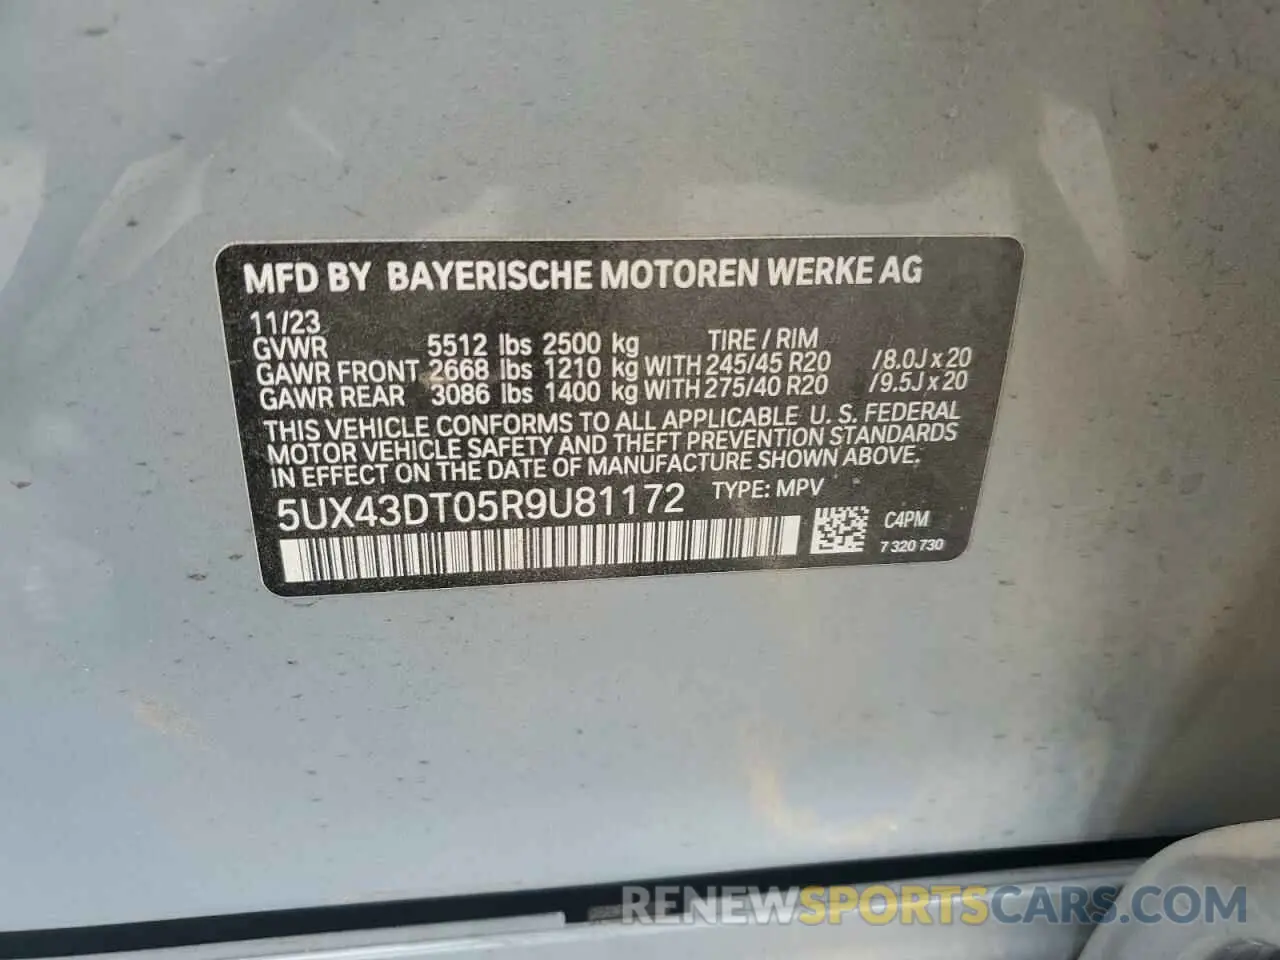 MFD BY BAYERISCHE MOTOREN WERKE AG
11/23
GVWR 5512 lbs 2500 kg TIRE / RIM
GAWR FRONT 2668 lbs 1210 kg WITH 245/45 R20 /8.0J x 20
GAWR REAR 3086 lbs 1400 kg WITH 275/40 R20 /9.5J x 20
THIS VEHICLE CONFORMS TO ALL APPLICABLE U. S. FEDERAL
MOTOR VEHICLE SAFETY AND THEFT PREVENTION STANDARDS
IN EFFECT ON THE DATE OF MANUFACTURE SHOWN ABOVE.
5UX43DT05R9U81172 TYPE: MPV
C4PM
7 320 730
RENEWSPORTSCARS.COM